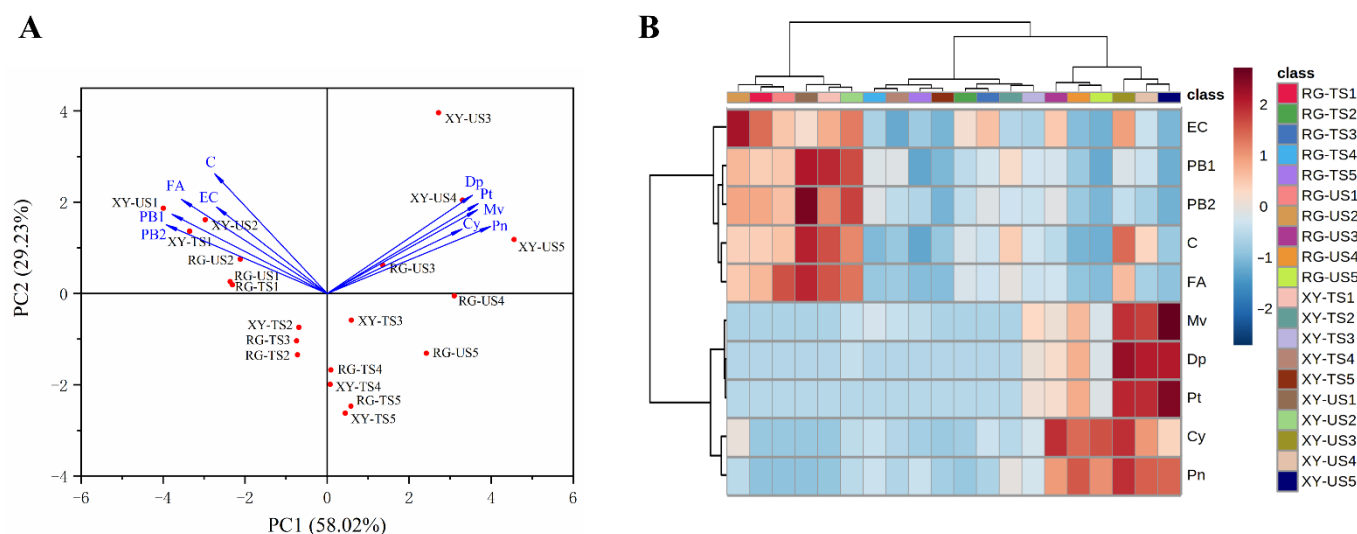 A
B
4
2
0
−2
−4
−6
−4
−2
0
2
4
6
PC2 (29.23%)
PC1 (58.02%)
XY-US3
C
FA
EC
XY-US1
PB1
XY-US2
PB2
XY-TS1
RG-US2
RG-US1
RG-TS1
Dp
Pt
XY-US4
Mv
Cy
Pn
XY-US5
RG-US3
RG-US4
XY-TS2
RG-TS3
RG-TS2
XY-TS3
RG-US5
RG-TS4
XY-TS4
RG-TS5
XY-TS5
class
EC
PB1
PB2
C
FA
Mv
Dp
Pt
Cy
Pn
2
1
0
−1
−2
class
RG-TS1
RG-TS2
RG-TS3
RG-TS4
RG-TS5
RG-US1
RG-US2
RG-US3
RG-US4
RG-US5
XY-TS1
XY-TS2
XY-TS3
XY-TS4
XY-TS5
XY-US1
XY-US2
XY-US3
XY-US4
XY-US5